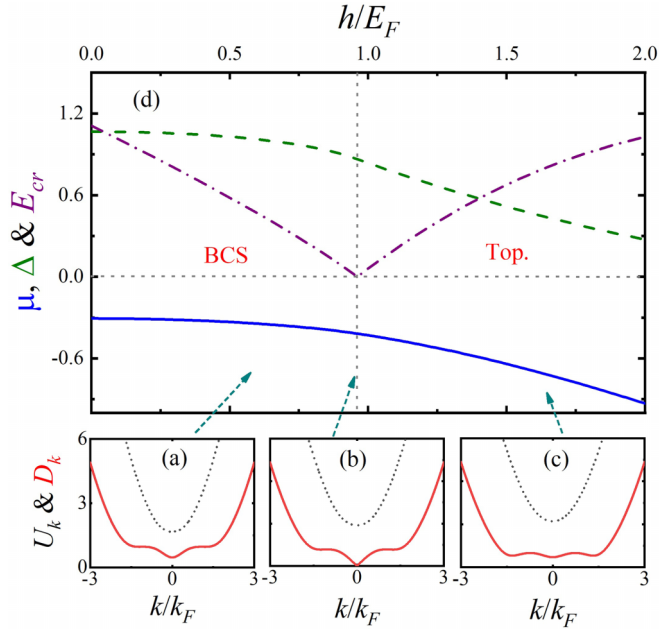 h/E_F
0.0 0.5 1.0 1.5 2.0
(d)
1.2
0.6
0.0
-0.6
μ, Δ & E_cr
BCS
Top.
(a) (b) (c)
6
3
0
U_k & D_k
-3 0 3 -3 0 3 -3 0 3
k/k_F k/k_F k/k_F